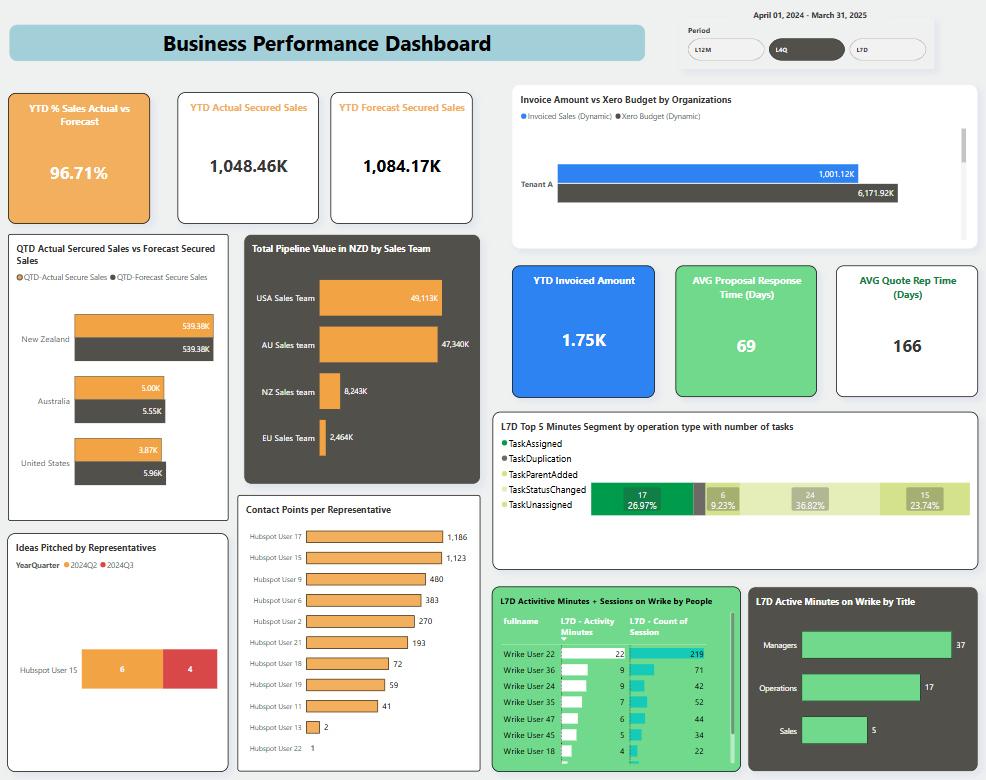 Business Performance Dashboard
April 01, 2024 - March 31, 2025
Period
L12M
L4Q
L7D
YTD % Sales Actual vs
Forecast
96.71%
YTD Actual Secured Sales
1,048.46K
YTD Forecast Secured Sales
1,084.17K
Invoice Amount vs Xero Budget by Organizations
Invoiced Sales (Dynamic) Xero Budget (Dynamic)
Tenant A
1,001.12K
6,171.92K
QTD Actual Sercured Sales vs Forecast Secured
Sales
QTD-Actual Secure Sales QTD-Forecast Secure Sales
New Zealand
539.38K
539.38K
Australia
5.00K
5.55K
United States
3.87K
5.96K
Total Pipeline Value in NZD by Sales Team
USA Sales Team 49,113K
AU Sales team 47,340K
NZ Sales team 8,243K
EU Sales Team 2,464K
YTD Invoiced Amount
1.75K
AVG Proposal Response
Time (Days)
69
AVG Quote Rep Time
(Days)
166
L7D Top 5 Minutes Segment by operation type with number of tasks
TaskAssigned
TaskDuplication
TaskParentAdded
TaskStatusChanged
TaskUnassigned
17
26.97%
6
9.23%
24
36.82%
15
23.74%
Ideas Pitched by Representatives
YearQuarter 2024Q2 2024Q3
Hubspot User 15 6 4
Contact Points per Representative
Hubspot User 17 1,186
Hubspot User 15 1,123
Hubspot User 9 480
Hubspot User 6 383
Hubspot User 2 270
Hubspot User 21 193
Hubspot User 18 72
Hubspot User 19 59
Hubspot User 11 41
Hubspot User 13 2
Hubspot User 22 1
L7D Activitive Minutes + Sessions on Wrike by People
fullname L7D - Activity Minutes L7D - Count of Session
Wrike User 22 22 219
Wrike User 36 9 71
Wrike User 24 9 42
Wrike User 35 7 52
Wrike User 47 6 44
Wrike User 45 5 34
Wrike User 18 4 22
L7D Active Minutes on Wrike by Title
Managers 37
Operations 17
Sales 5